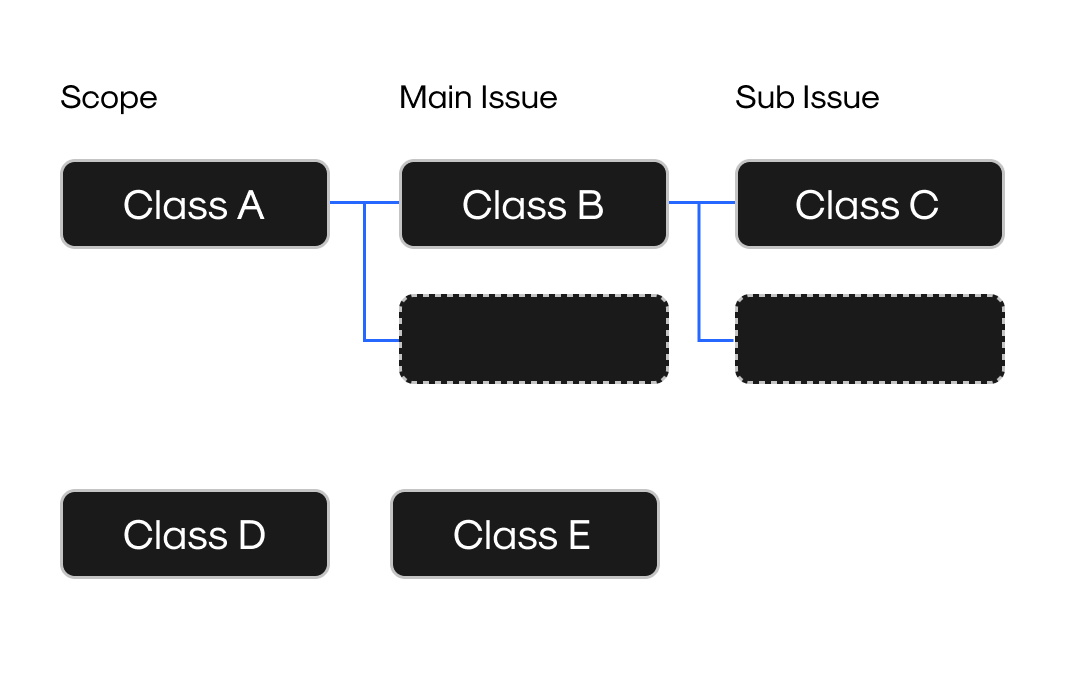 Scope
Main Issue
Sub Issue
Class A
Class B
Class C
Class D
Class E